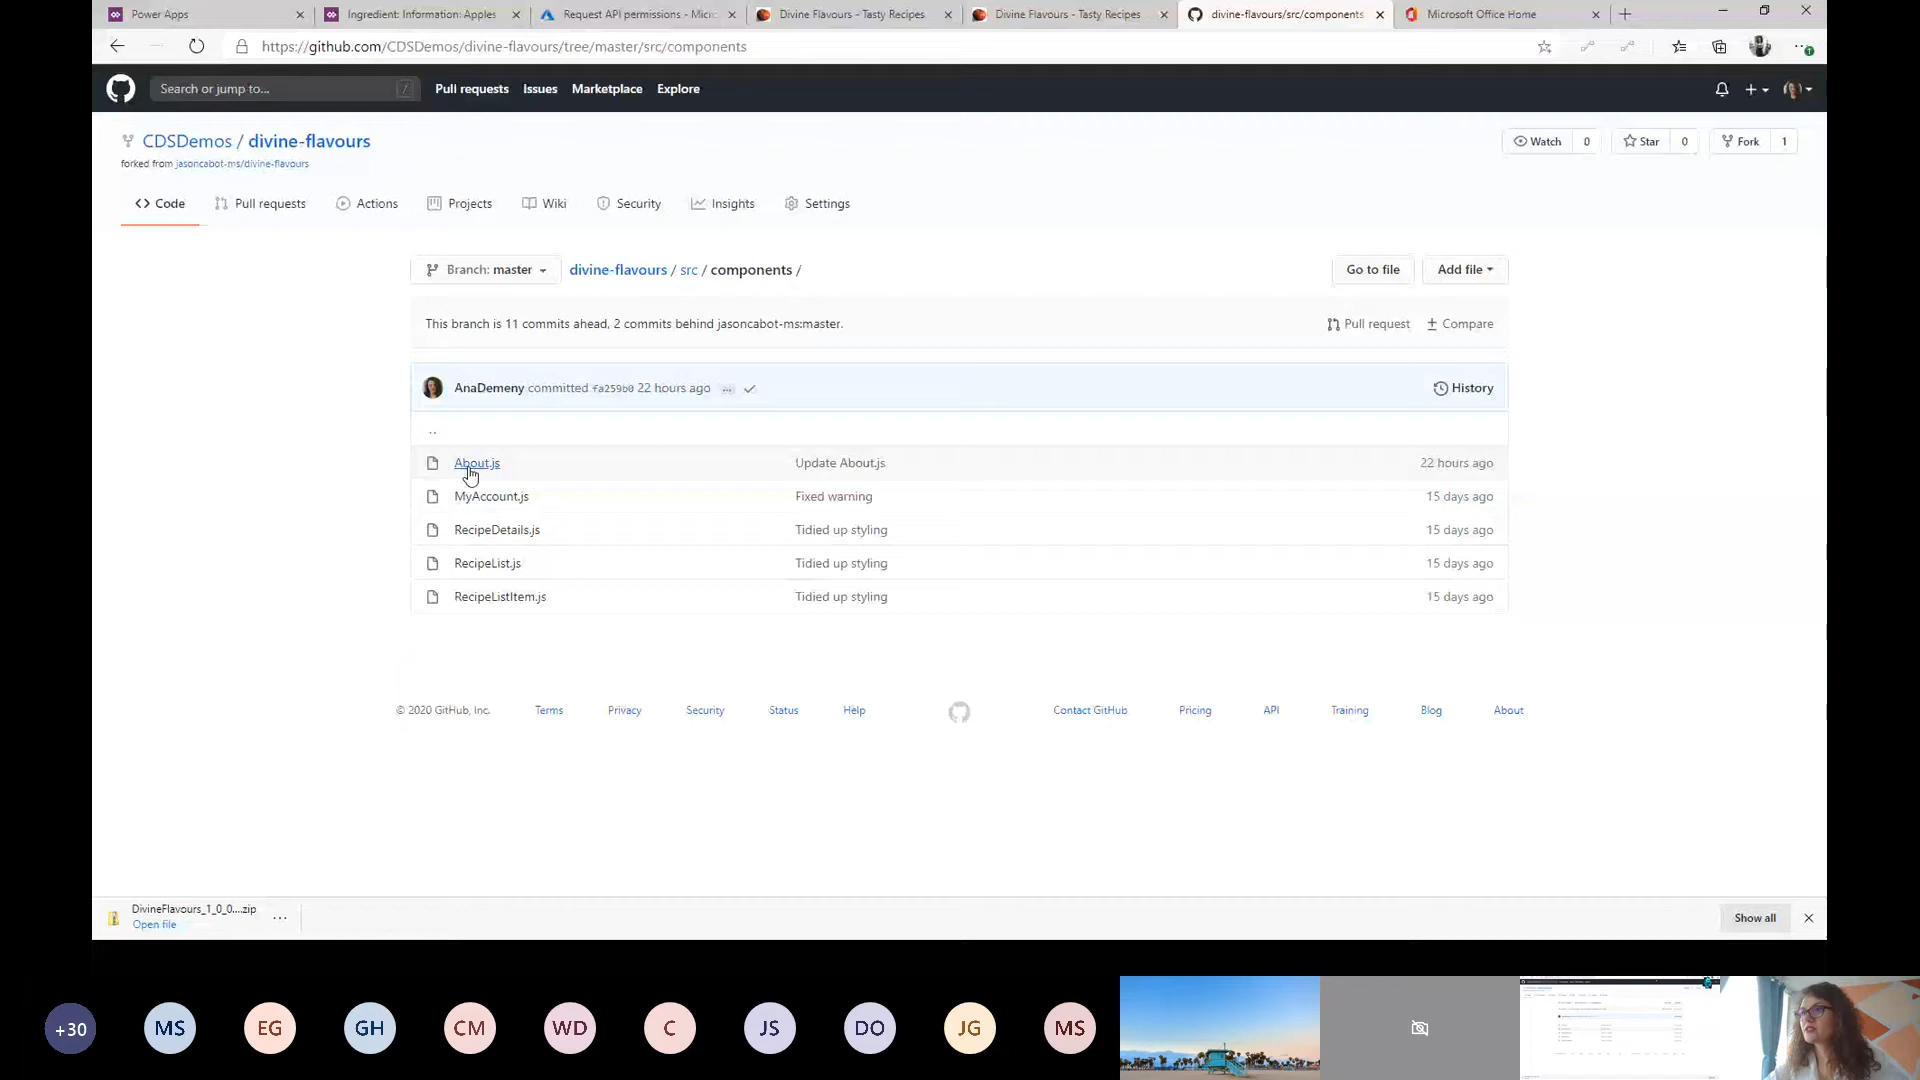 Power Apps
Ingredient: Information: Apples
Request API permissions - Micr
Divine Flavours - Tasty Recipes
Divine Flavours - Tasty Recipes
divine-flavours/src/components
Microsoft Office Home
https://github.com/CDSDemos/divine-flavours/tree/master/src/components
Search or jump to... /
Pull requests
Issues
Marketplace
Explore
CDSDemos / divine-flavours
forked from jasoncabot-ms/divine-flavours
Watch 0
Star 0
Fork 1
<> Code
Pull requests
Actions
Projects
Wiki
Security
Insights
Settings
Branch: master
divine-flavours / src / components /
Go to file
Add file
This branch is 11 commits ahead, 2 commits behind jasoncabot-ms:master.
Pull request
Compare
AnaDemeny committed fa259b0 22 hours ago ...
History
..
About.js Update About.js 22 hours ago
MyAccount.js Fixed warning 15 days ago
RecipeDetails.js Tidied up styling 15 days ago
RecipeList.js Tidied up styling 15 days ago
RecipeListItem.js Tidied up styling 15 days ago
© 2020 GitHub, Inc.
Terms
Privacy
Security
Status
Help
Contact GitHub
Pricing
API
Training
Blog
About
DivineFlavours_1_0_0....zip
Open file
...
Show all
+30
MS
EG
GH
CM
WD
C
JS
DO
JG
MS